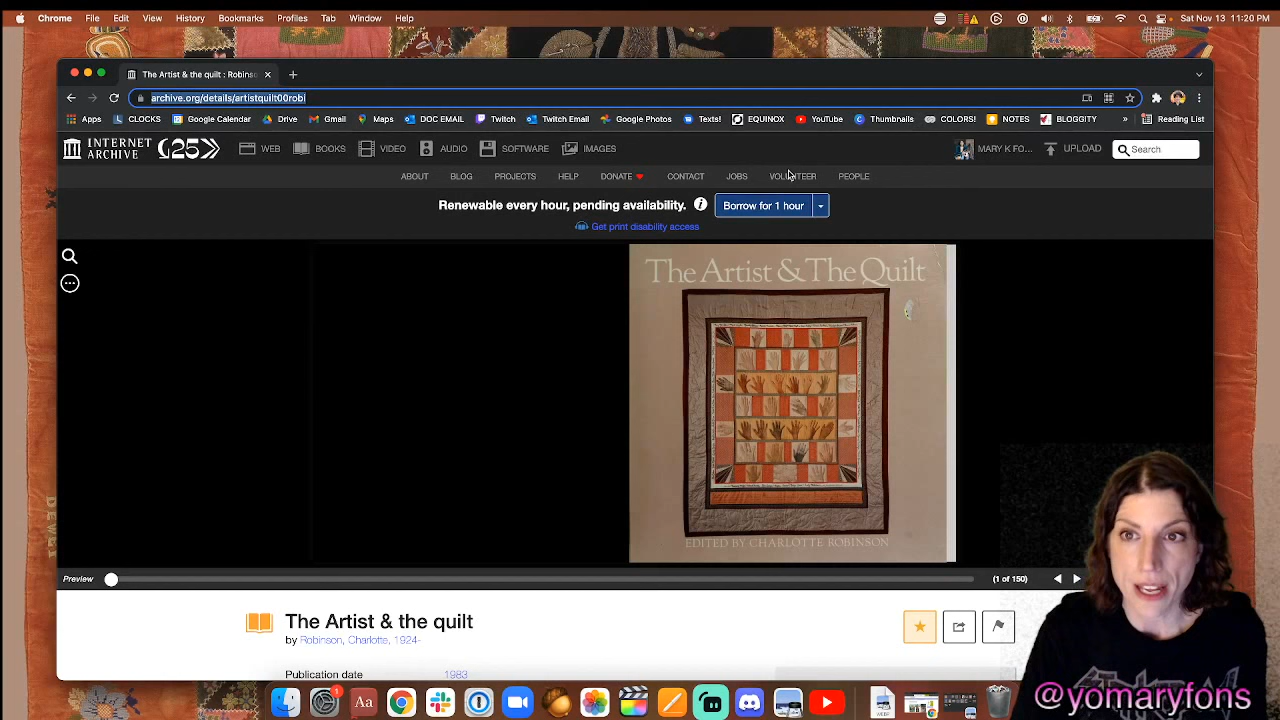 Chrome File Edit View History Bookmarks Profiles Tab Window Help Sat Nov 13 11:20 PM
The Artist & the quilt : Robins
archive.org/details/artistquilt00robi
Apps CLOCKS Google Calendar Drive Gmail Maps DOC EMAIL Twitch Twitch Email Google Photos Texts! EQUINOX YouTube Thumbnails COLORS! NOTES BLOGGITY » Reading List
INTERNET ARCHIVE 25 WEB BOOKS VIDEO AUDIO SOFTWARE IMAGES MARY K FO... UPLOAD Search
ABOUT BLOG PROJECTS HELP DONATE CONTACT JOBS VOLUNTEER PEOPLE
Renewable every hour, pending availability. i Borrow for 1 hour
Get print disability access
The Artist & The Quilt
EDITED BY CHARLOTTE ROBINSON
Preview (1 of 150)
The Artist & the quilt
by Robinson, Charlotte, 1924-
Publication date 1983
DEWEI
1
Aa
@yomaryfons